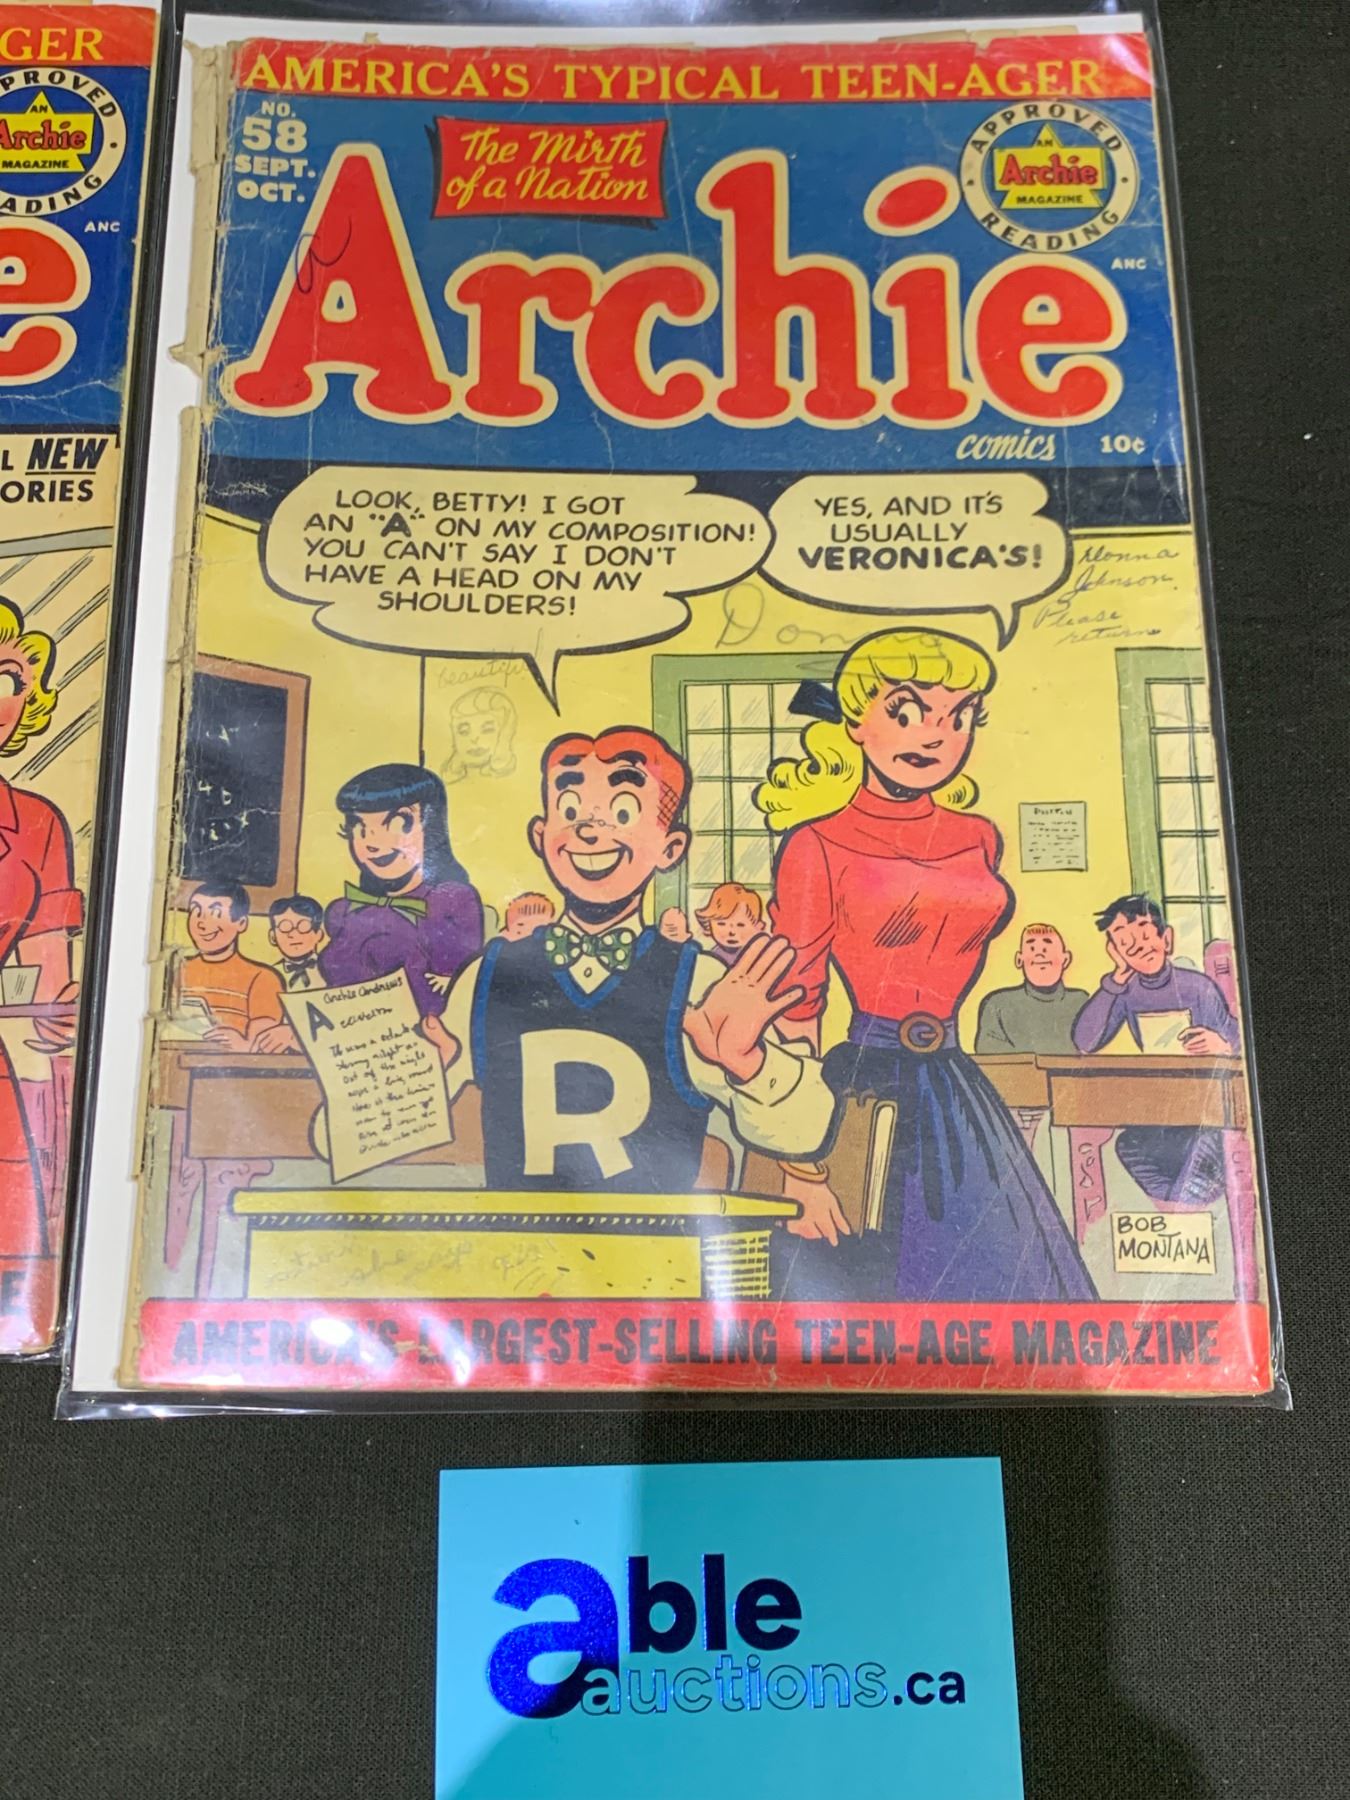 GER
APPROVED
AN
Archie
MAGAZINE
READING
ANC
e
L NEW
ORIES
E
AMERICA'S TYPICAL TEEN-AGER
NO.
58
SEPT.
OCT.
The Mirth
of a Nation
APPROVED
AN
Archie
MAGAZINE
READING
ANC
a
Archie
comics 10¢
LOOK, BETTY! I GOT
AN "A" ON MY COMPOSITION!
YOU CAN'T SAY I DON'T
HAVE A HEAD ON MY
SHOULDERS!
YES, AND IT'S
USUALLY
VERONICA'S!
Donna
Johnson.
Please
return
Donna
beautiful
Archie Andrews
A
R
BOB
MONTANA
AMERICA'S LARGEST-SELLING TEEN-AGE MAGAZINE
able
auctions.ca